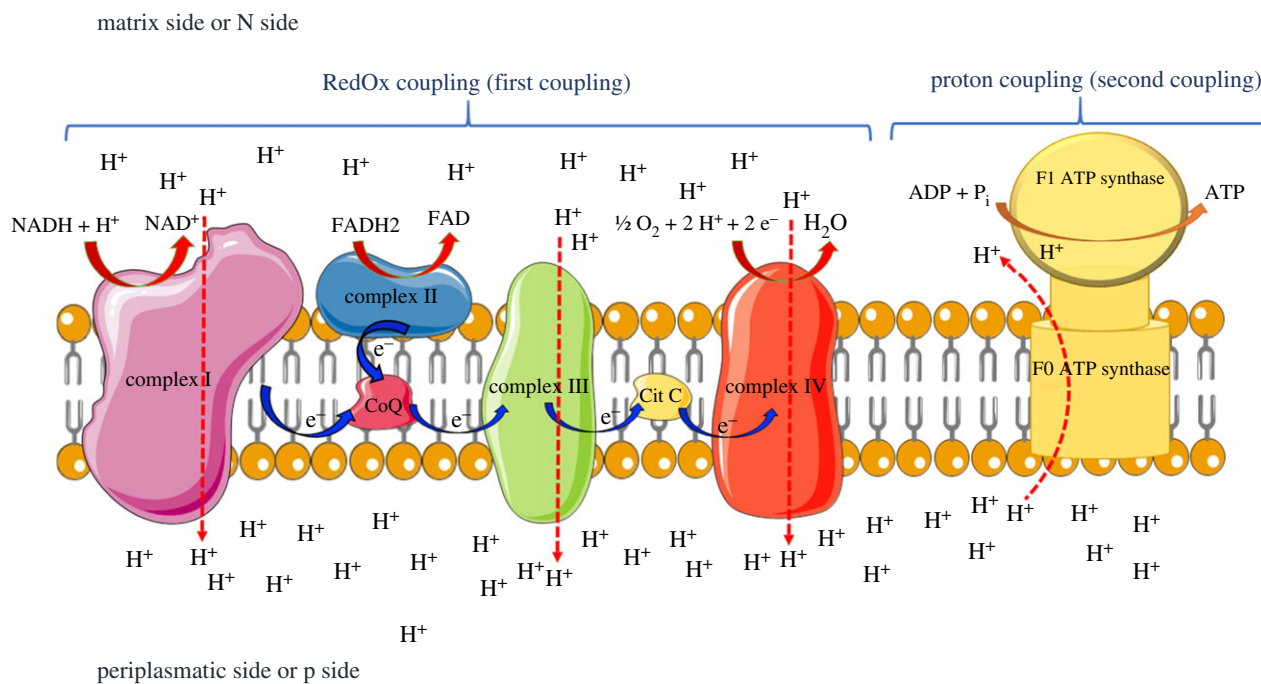 matrix side or N side
RedOx coupling (first coupling)
proton coupling (second coupling)
H⁺ H⁺ H⁺ H⁺ H⁺ H⁺ H⁺
H⁺ H⁺ H⁺ H⁺
NADH + H⁺ NAD⁺
FADH2 FAD
H⁺
H⁺
½ O₂ + 2 H⁺ + 2 e⁻ H₂O
F1 ATP synthase
ADP + Pᵢ ATP
H⁺ H⁺
complex I
complex II
e⁻
CoQ
e⁻
e⁻
complex III
e⁻
Cit C
e⁻
complex IV
F0 ATP synthase
H⁺ H⁺ H⁺ H⁺ H⁺ H⁺ H⁺ H⁺ H⁺ H⁺
H⁺ H⁺ H⁺ H⁺ H⁺ H⁺ H⁺ H⁺ H⁺ H⁺ H⁺ H⁺
H⁺ H⁺ H⁺ H⁺ H⁺ H⁺ H⁺ H⁺ H⁺ H⁺
H⁺
periplasmatic side or p side